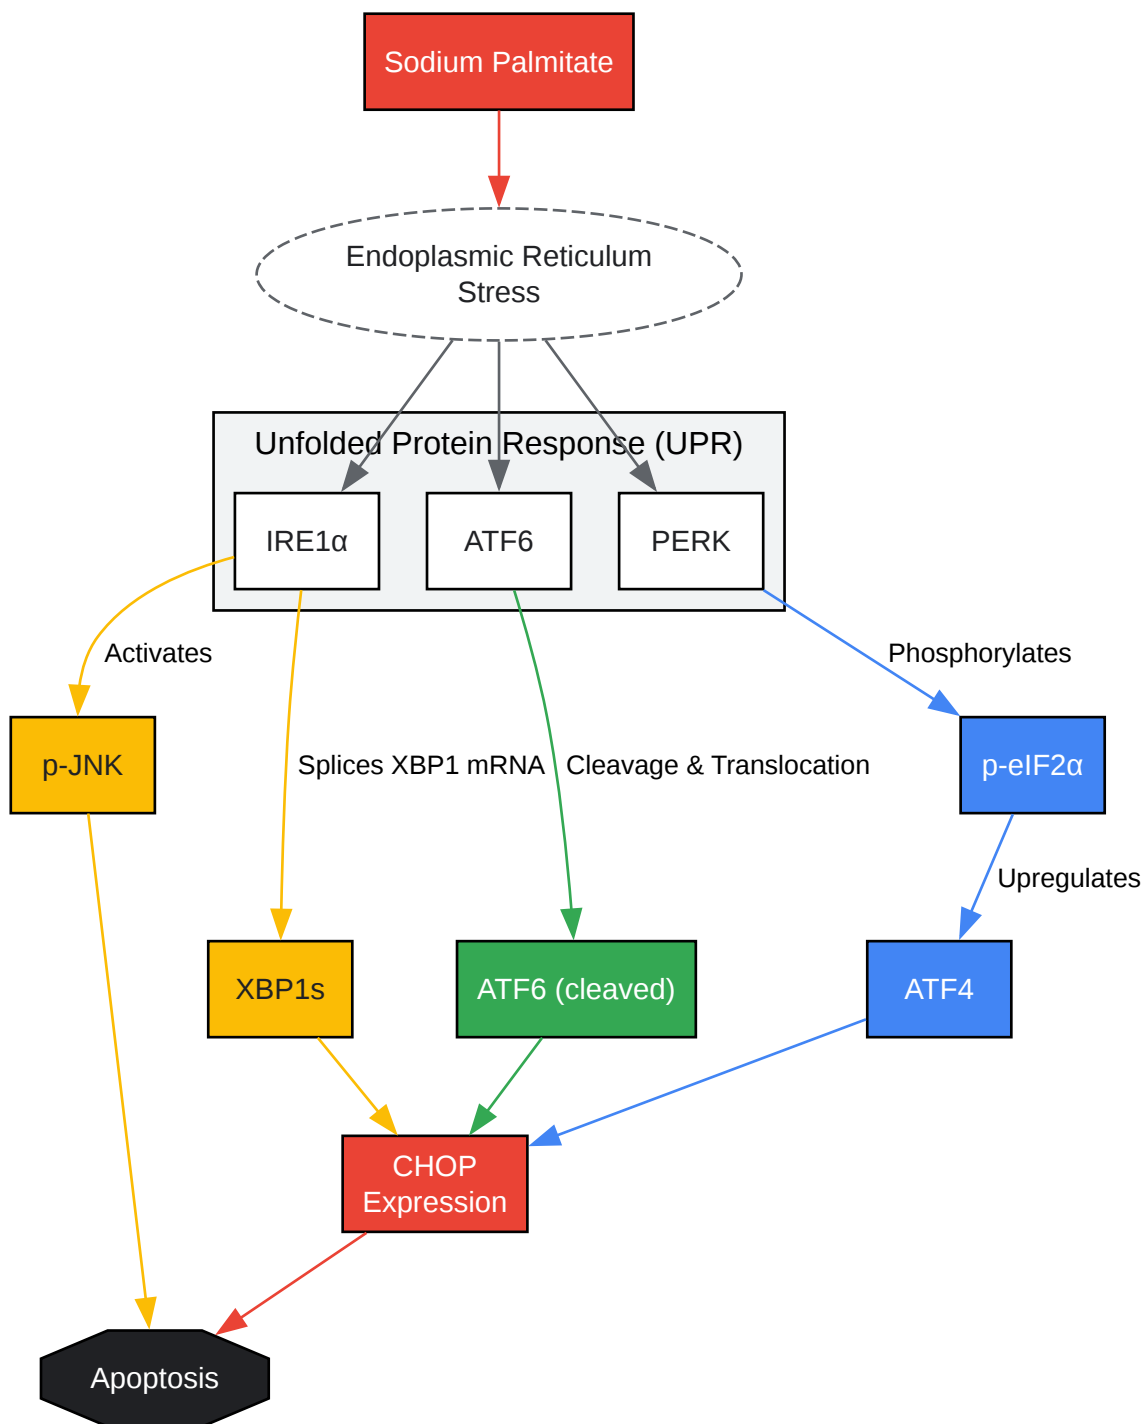 Sodium Palmitate
Endoplasmic Reticulum
Stress
Unfolded Protein Response (UPR)
IRE1α
ATF6
PERK
Activates
Phosphorylates
p-JNK
Splices XBP1 mRNA
Cleavage & Translocation
p-eIF2α
Upregulates
XBP1s
ATF6 (cleaved)
ATF4
CHOP
Expression
Apoptosis